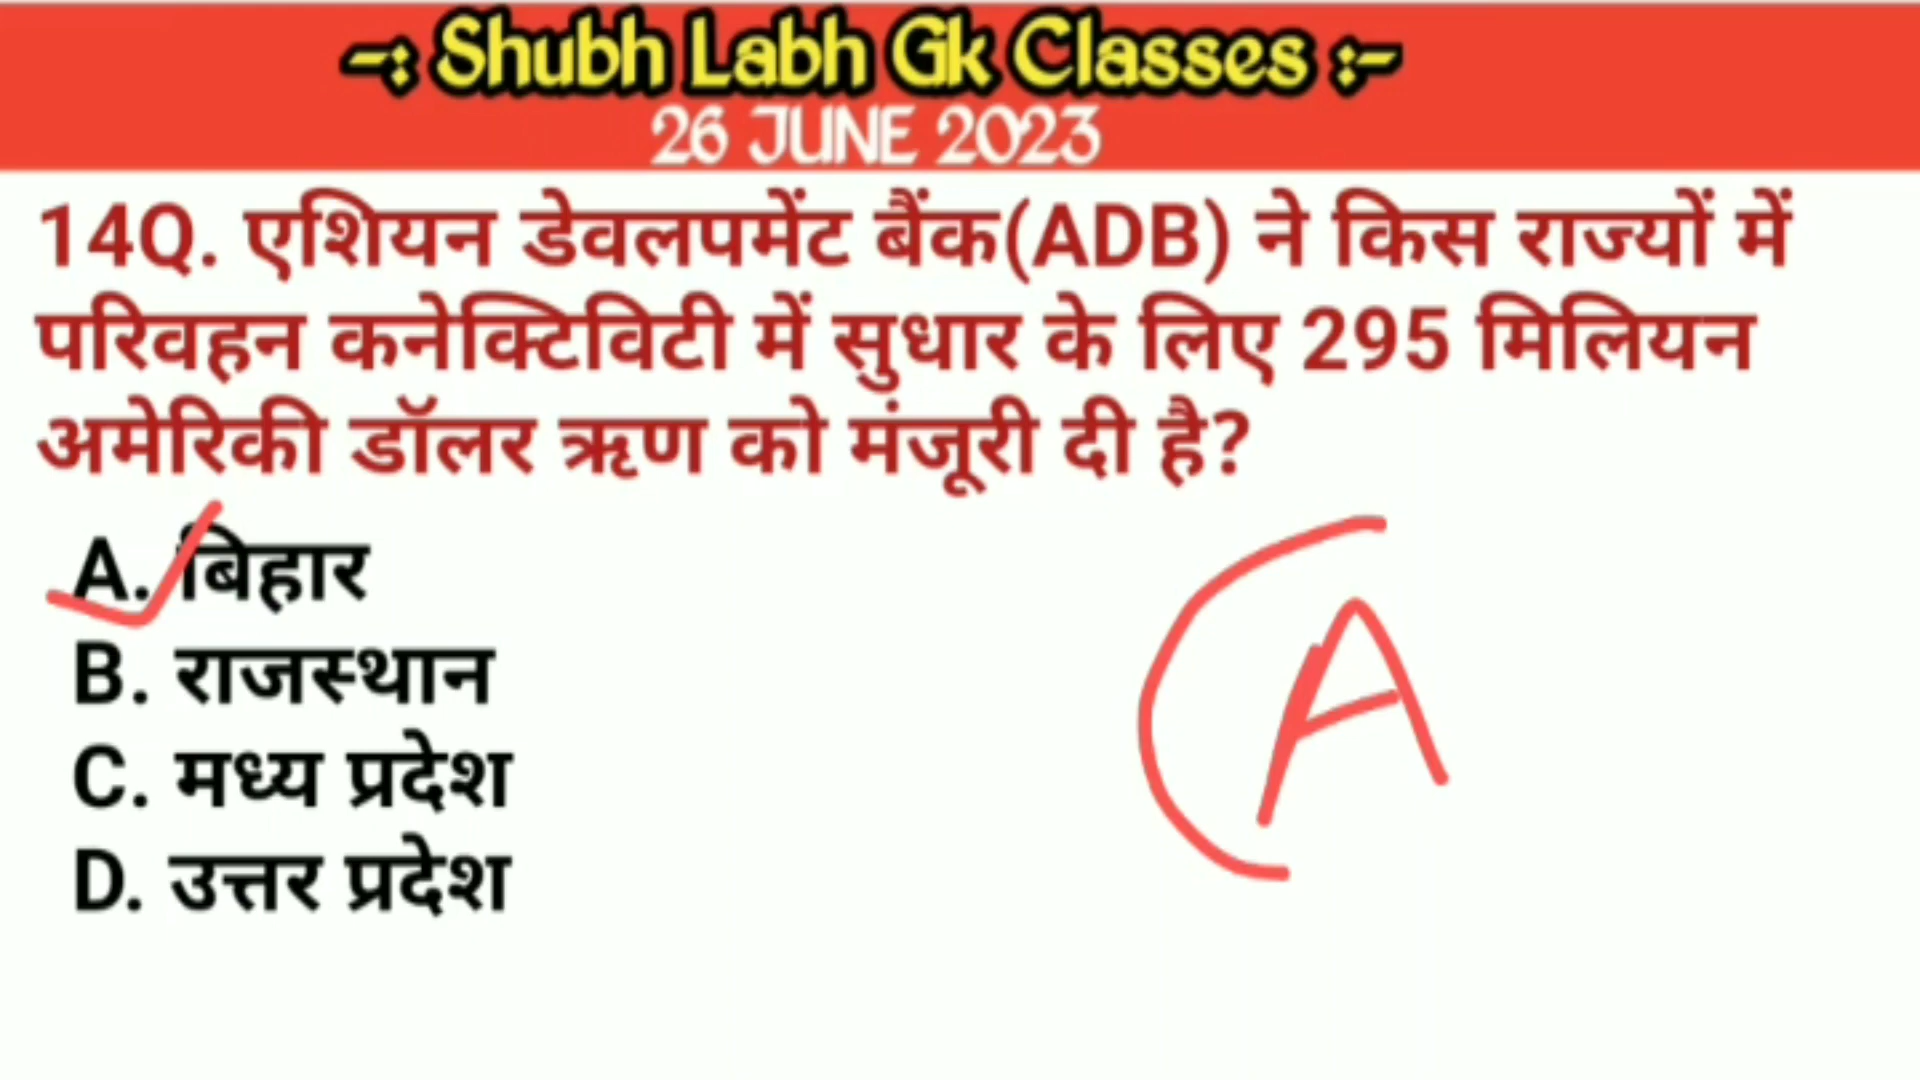 -: Shubh Labh Gk Classes :-
26 JUNE 2023
14Q. एशियन डेवलपमेंट बैंक(ADB) ने किस राज्यों में
परिवहन कनेक्टिविटी में सुधार के लिए 295 मिलियन
अमेरिकी डॉलर ऋण को मंजूरी दी है?
A. बिहार
B. राजस्थान
C. मध्य प्रदेश
D. उत्तर प्रदेश
A